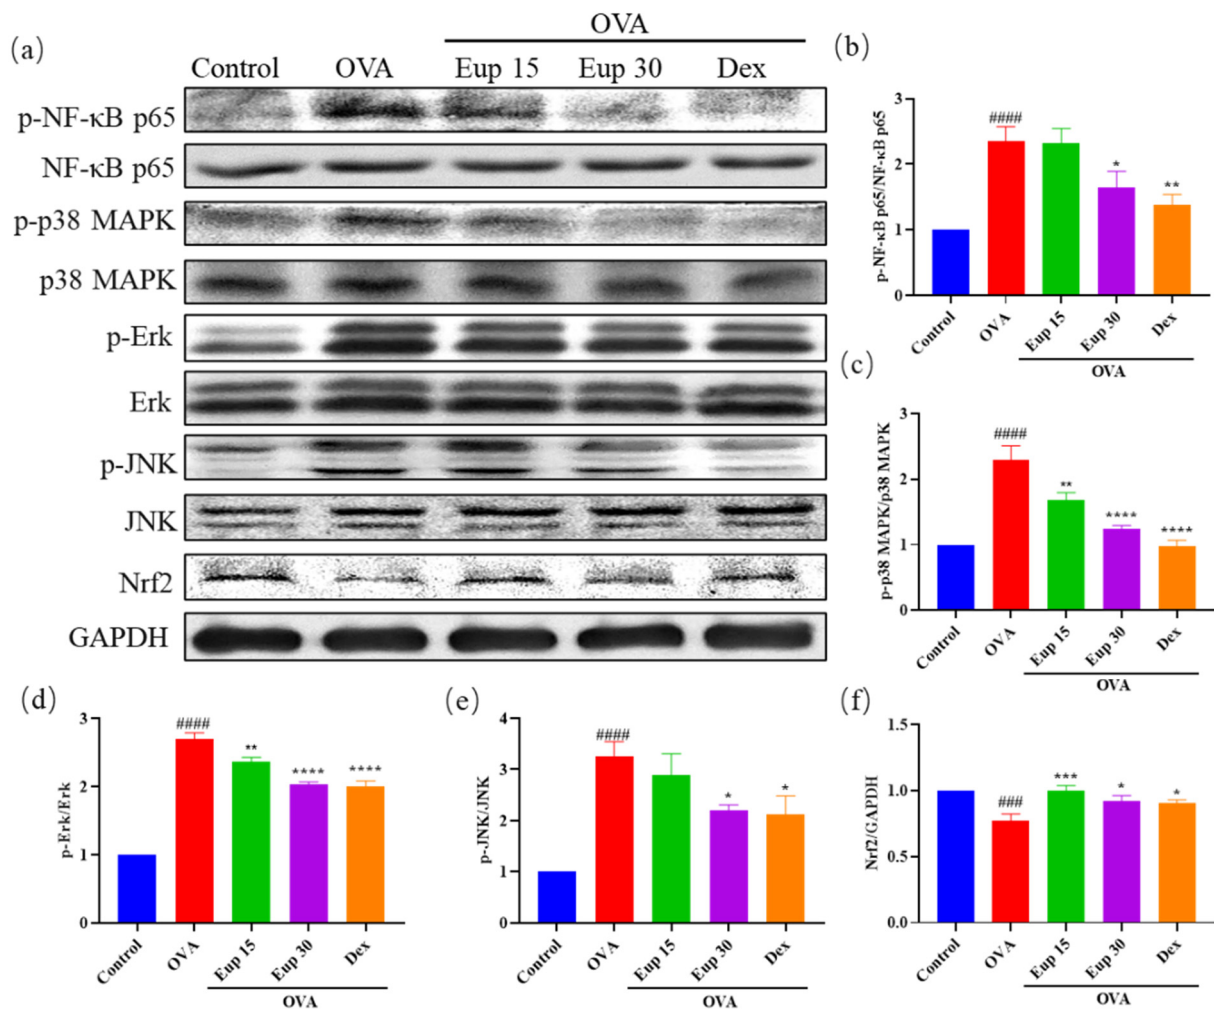 (a)
OVA
Control OVA Eup 15 Eup 30 Dex
p-NF-κB p65
NF-κB p65
p-p38 MAPK
p38 MAPK
p-Erk
Erk
p-JNK
JNK
Nrf2
GAPDH
(b)
p-NF-κB p65/NF-κB p65
3
2
1
0
####
*
**
Control OVA Eup 15 Eup 30 Dex
OVA
(c)
p-p38 MAPK/p38 MAPK
3
2
1
0
####
**
****
****
Control OVA Eup 15 Eup 30 Dex
OVA
(d)
p-Erk/Erk
3
2
1
0
####
**
****
****
Control OVA Eup 15 Eup 30 Dex
OVA
(e)
p-JNK/JNK
4
3
2
1
0
####
*
*
Control OVA Eup 15 Eup 30 Dex
OVA
(f)
Nrf2/GAPDH
1.5
1.0
0.5
0.0
###
***
*
*
Control OVA Eup 15 Eup 30 Dex
OVA